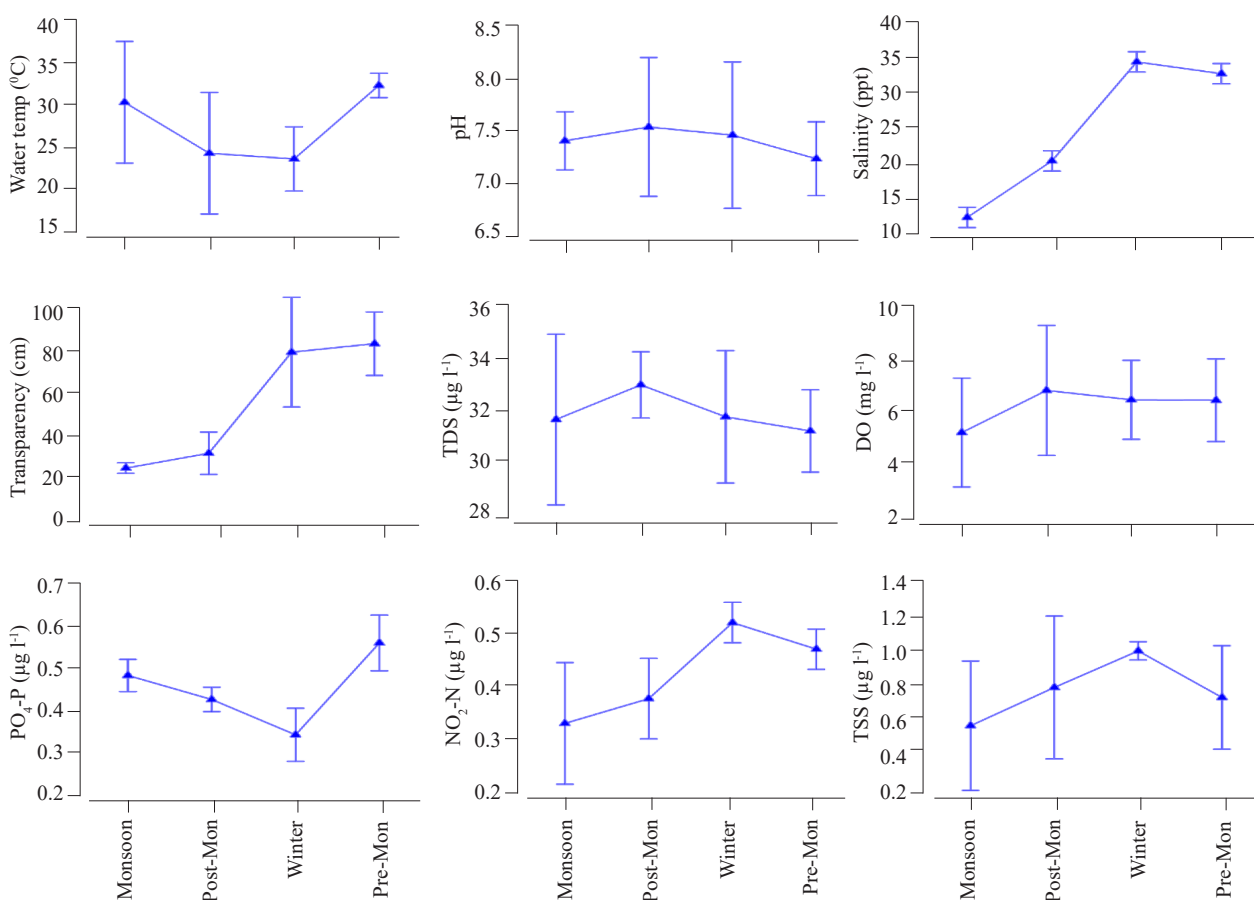 Water temp (⁰C)
40
35
30
25
20
15
pH
8.5
8.0
7.5
7.0
6.5
Salinity (ppt)
40
35
30
25
20
15
10
Transparency (cm)
100
80
60
40
20
0
TDS (µg l⁻¹)
36
34
32
30
28
DO (mg l⁻¹)
10
8
6
4
2
PO₄-P (µg l⁻¹)
0.7
0.6
0.5
0.4
0.3
0.2
NO₂-N (µg l⁻¹)
0.6
0.5
0.4
0.3
0.2
TSS (µg l⁻¹)
1.4
1.2
1.0
0.8
0.6
0.4
0.2
Monsoon
Post-Mon
Winter
Pre-Mon
Monsoon
Post-Mon
Winter
Pre-Mon
Monsoon
Post-Mon
Winter
Pre-Mon